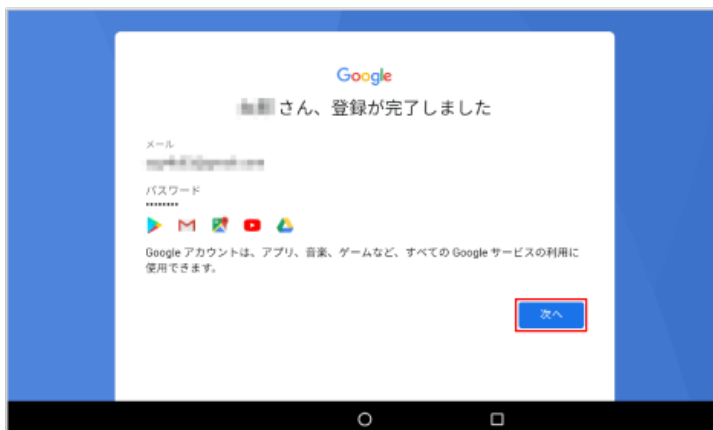 Google
さん、登録が完了しました
メール
パスワード
••••••••
Google アカウントは、アプリ、音楽、ゲームなど、すべての Google サービスの利用に
使用できます。
次へ